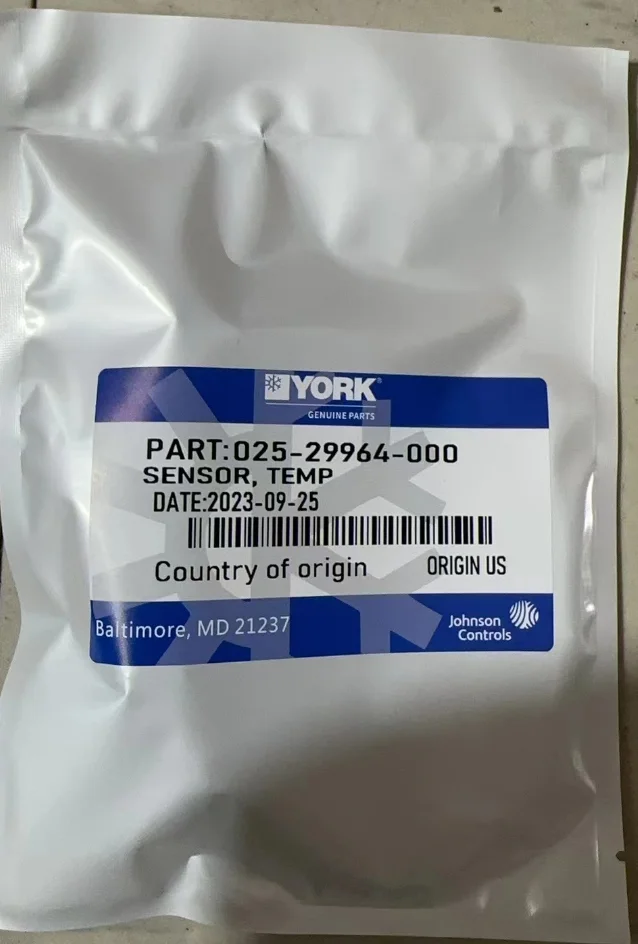 YORK®
GENUINE PARTS
PART:025-29964-000
SENSOR, TEMP
DATE:2023-09-25
Country of origin ORIGIN US
Baltimore, MD 21237
Johnson
Controls